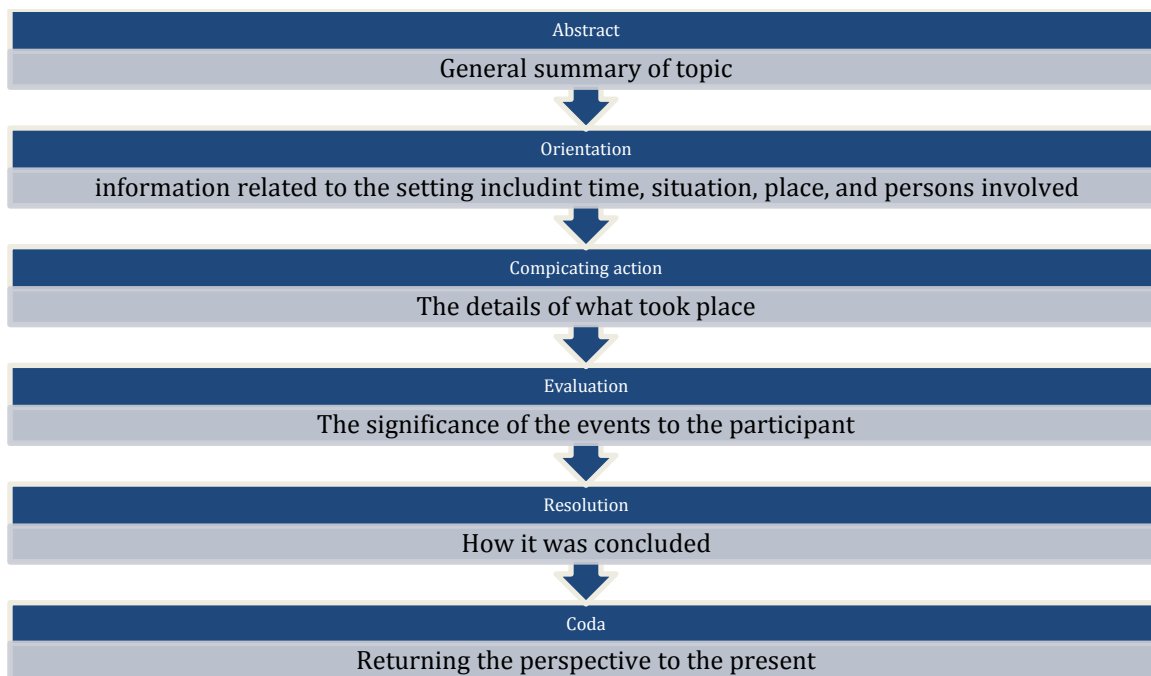 Abstract
General summary of topic
Orientation
information related to the setting includint time, situation, place, and persons involved
Compicating action
The details of what took place
Evaluation
The significance of the events to the participant
Resolution
How it was concluded
Coda
Returning the perspective to the present